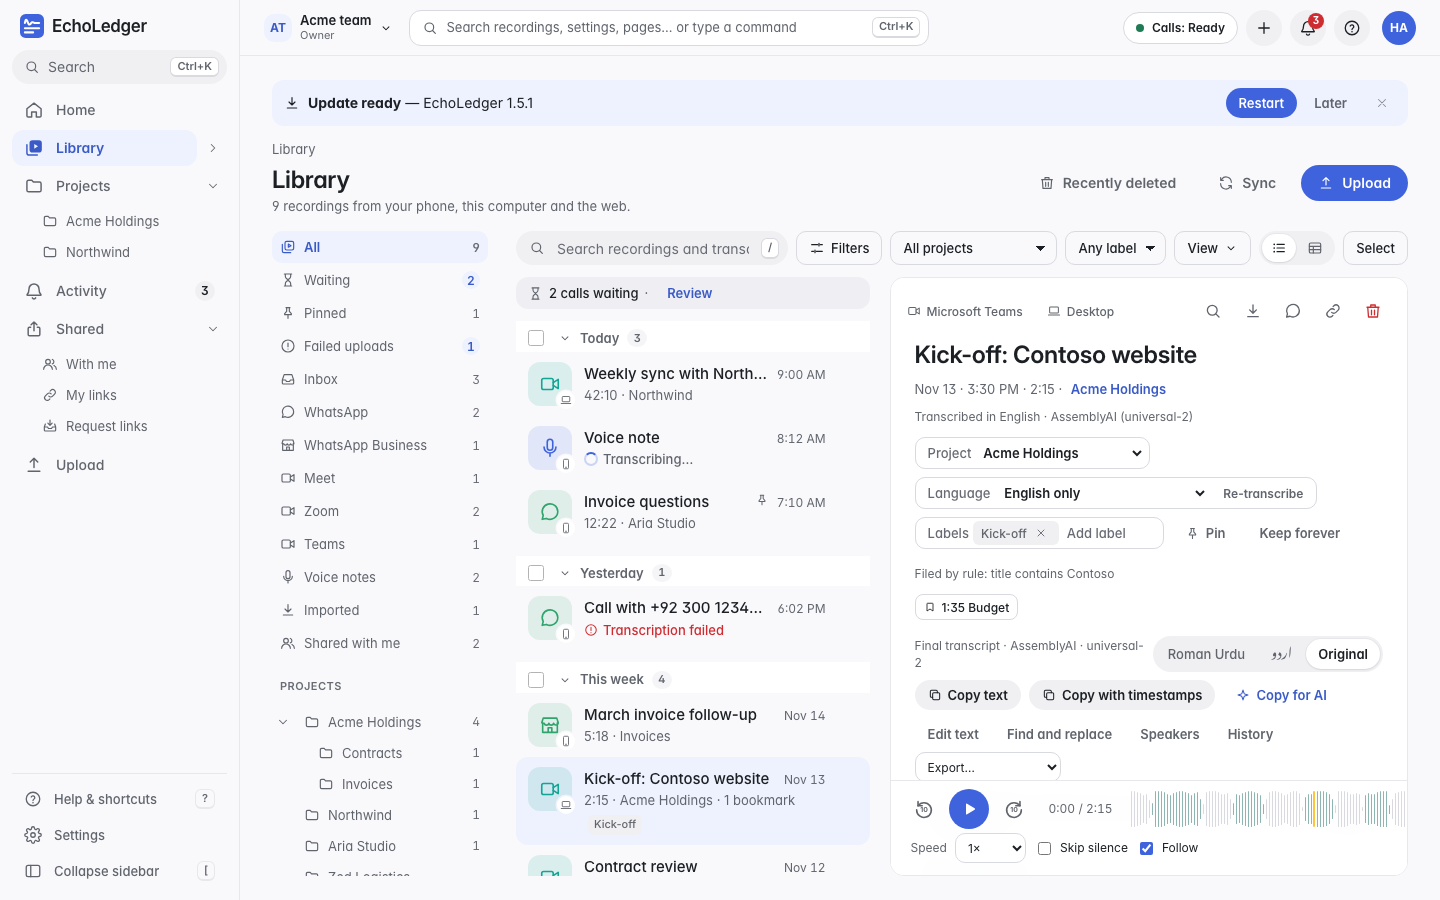 EchoLedger
Search Ctrl+K
Home
Library
Projects
Acme Holdings
Northwind
Activity 3
Shared
With me
My links
Request links
Upload
Help & shortcuts ?
Settings
Collapse sidebar [
AT Acme team
Owner
Search recordings, settings, pages... or type a command Ctrl+K
Calls: Ready
3
HA
Update ready — EchoLedger 1.5.1
Restart Later
Library
Library
9 recordings from your phone, this computer and the web.
Recently deleted Sync Upload
All 9
Waiting 2
Pinned 1
Failed uploads 1
Inbox 3
WhatsApp 2
WhatsApp Business 1
Meet 1
Zoom 2
Teams 1
Voice notes 2
Imported 1
Shared with me 2
PROJECTS
Acme Holdings 4
Contracts 1
Invoices 1
Northwind 1
Aria Studio 1
Search recordings and transc /
Filters All projects Any label View Select
2 calls waiting · Review
Today 3
Weekly sync with North... 9:00 AM
42:10 · Northwind
Voice note 8:12 AM
Transcribing...
Invoice questions 7:10 AM
12:22 · Aria Studio
Yesterday 1
Call with +92 300 1234... 6:02 PM
Transcription failed
This week 4
March invoice follow-up Nov 14
5:18 · Invoices
Kick-off: Contoso website Nov 13
2:15 · Acme Holdings · 1 bookmark
Kick-off
Contract review Nov 12
Microsoft Teams Desktop
Kick-off: Contoso website
Nov 13 · 3:30 PM · 2:15 · Acme Holdings
Transcribed in English · AssemblyAI (universal-2)
Project Acme Holdings
Language English only Re-transcribe
Labels Kick-off Add label Pin Keep forever
Filed by rule: title contains Contoso
1:35 Budget
Final transcript · AssemblyAI · universal-
2
Roman Urdu اردو Original
Copy text Copy with timestamps Copy for AI
Edit text Find and replace Speakers History
Export...
10 10 0:00 / 2:15
Speed 1× Skip silence Follow